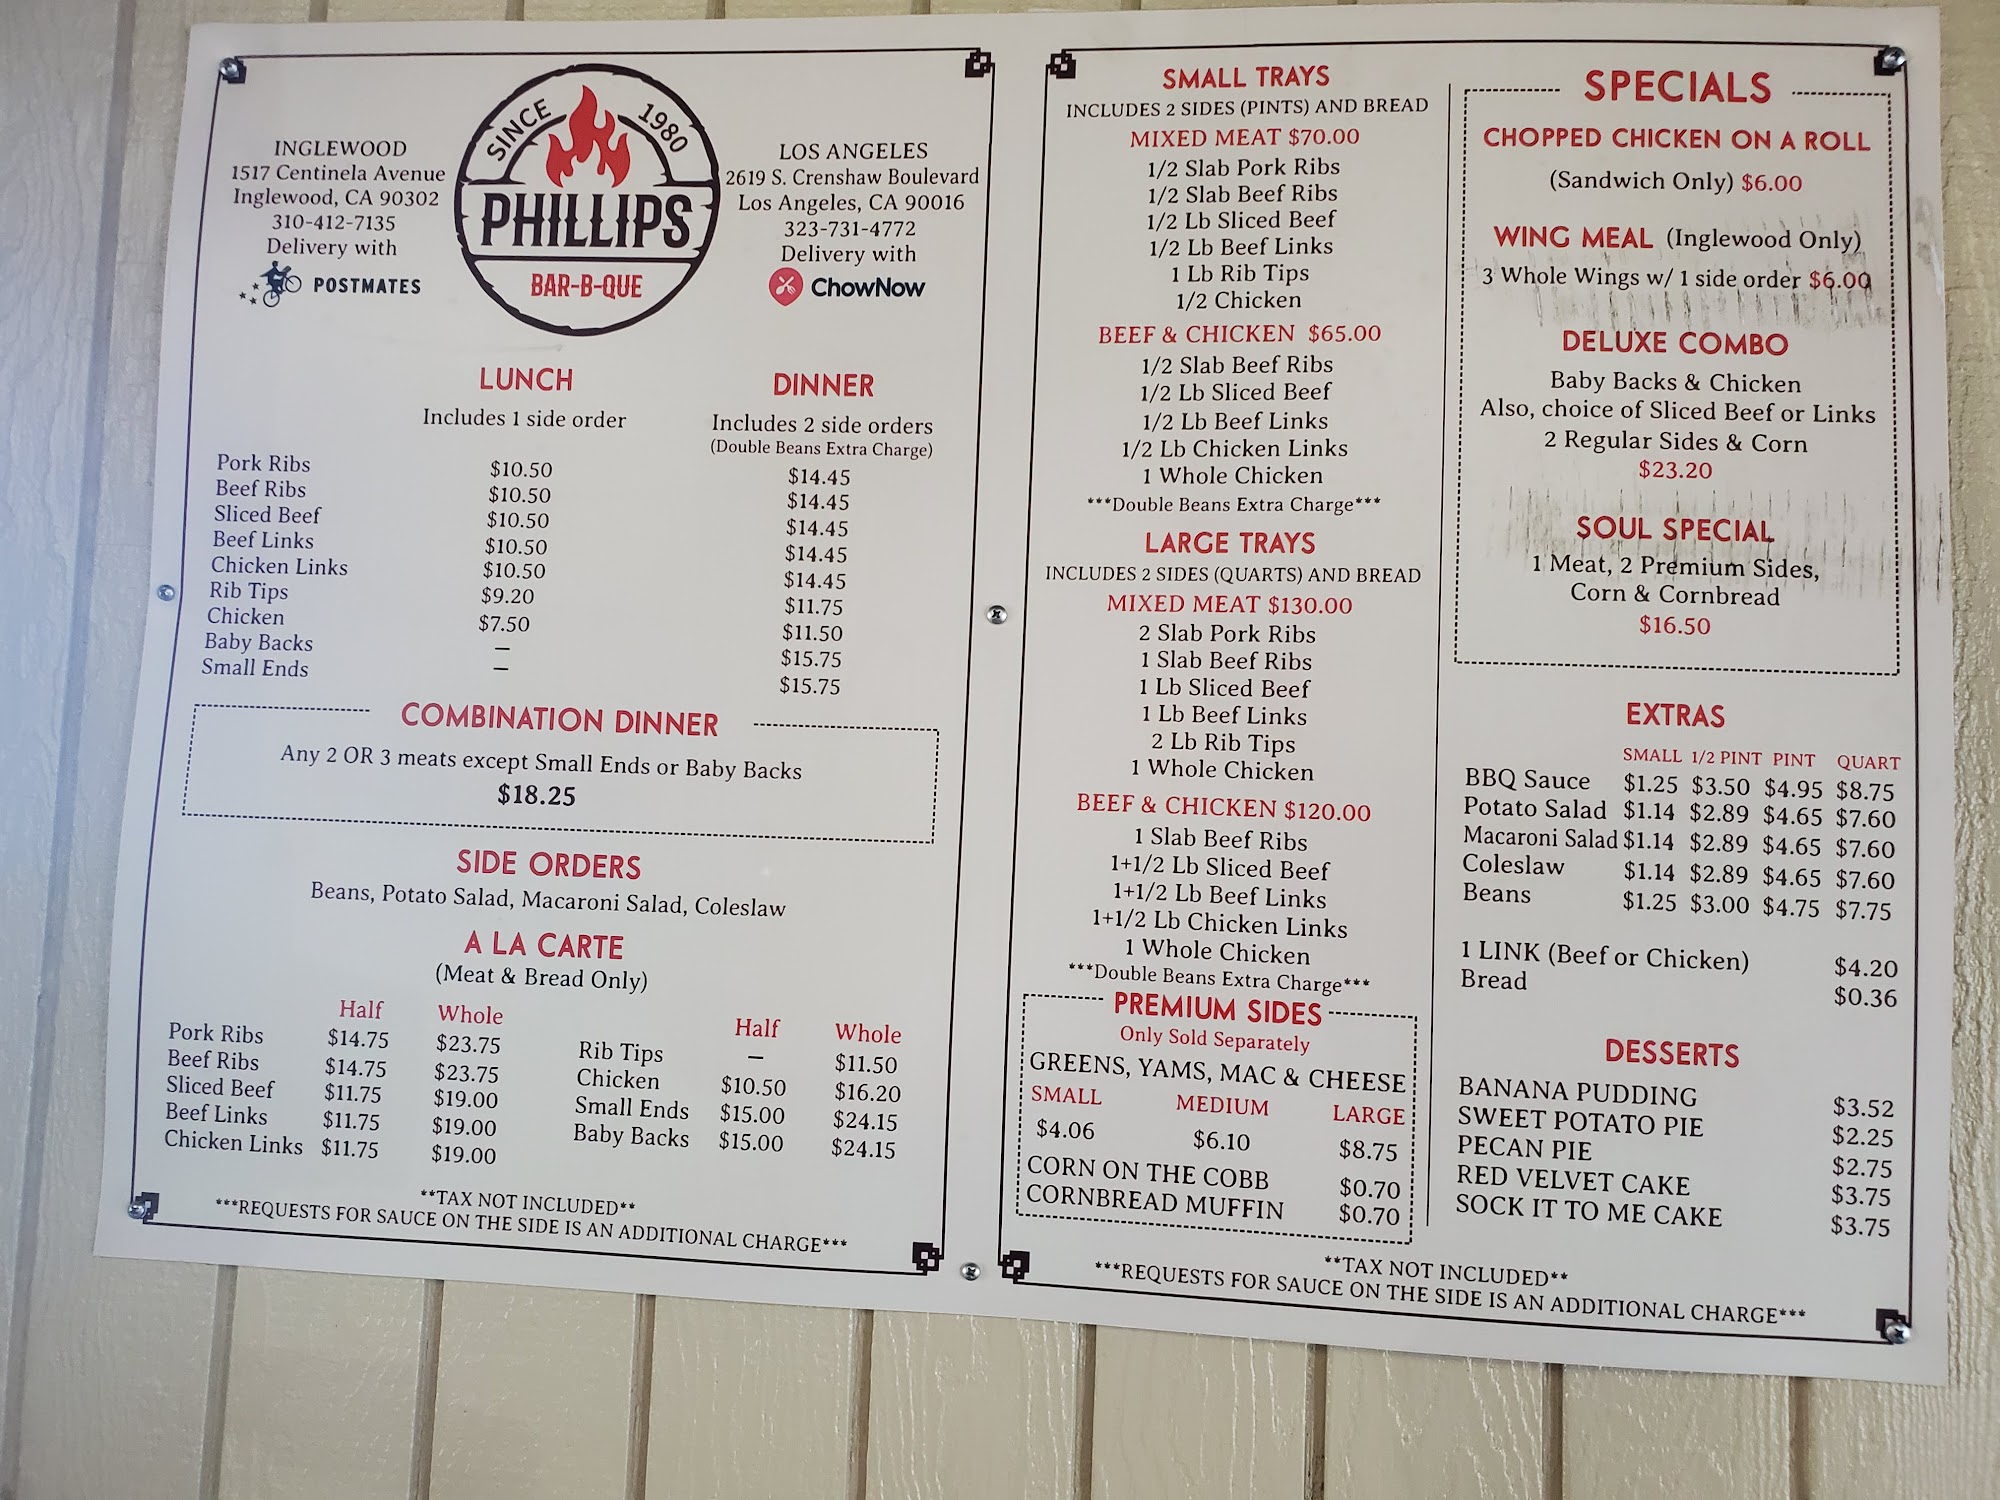 INGLEWOOD
1517 Centinela Avenue
Inglewood, CA 90302
310-412-7135
Delivery with
POSTMATES
SINCE 1980
PHILLIPS
BAR-B-QUE
LOS ANGELES
2619 S. Crenshaw Boulevard
Los Angeles, CA 90016
323-731-4772
Delivery with
ChowNow
LUNCH DINNER
Includes 1 side order Includes 2 side orders
(Double Beans Extra Charge)
Pork Ribs $10.50 $14.45
Beef Ribs $10.50 $14.45
Sliced Beef $10.50 $14.45
Beef Links $10.50 $14.45
Chicken Links $10.50 $14.45
Rib Tips $9.20 $11.75
Chicken $7.50 $11.50
Baby Backs – $15.75
Small Ends – $15.75
COMBINATION DINNER
Any 2 OR 3 meats except Small Ends or Baby Backs
$18.25
SIDE ORDERS
Beans, Potato Salad, Macaroni Salad, Coleslaw
A LA CARTE
(Meat & Bread Only)
Half Whole
Pork Ribs $14.75 $23.75
Beef Ribs $14.75 $23.75
Sliced Beef $11.75 $19.00
Beef Links $11.75 $19.00
Chicken Links $11.75 $19.00
Half Whole
Rib Tips – $11.50
Chicken $10.50 $16.20
Small Ends $15.00 $24.15
Baby Backs $15.00 $24.15
**TAX NOT INCLUDED**
***REQUESTS FOR SAUCE ON THE SIDE IS AN ADDITIONAL CHARGE***
SMALL TRAYS
INCLUDES 2 SIDES (PINTS) AND BREAD
MIXED MEAT $70.00
1/2 Slab Pork Ribs
1/2 Slab Beef Ribs
1/2 Lb Sliced Beef
1/2 Lb Beef Links
1 Lb Rib Tips
1/2 Chicken
BEEF & CHICKEN $65.00
1/2 Slab Beef Ribs
1/2 Lb Sliced Beef
1/2 Lb Beef Links
1/2 Lb Chicken Links
1 Whole Chicken
***Double Beans Extra Charge***
LARGE TRAYS
INCLUDES 2 SIDES (QUARTS) AND BREAD
MIXED MEAT $130.00
2 Slab Pork Ribs
1 Slab Beef Ribs
1 Lb Sliced Beef
1 Lb Beef Links
2 Lb Rib Tips
1 Whole Chicken
BEEF & CHICKEN $120.00
1 Slab Beef Ribs
1+1/2 Lb Sliced Beef
1+1/2 Lb Beef Links
1+1/2 Lb Chicken Links
1 Whole Chicken
***Double Beans Extra Charge***
PREMIUM SIDES
Only Sold Separately
GREENS, YAMS, MAC & CHEESE
SMALL MEDIUM LARGE
$4.06 $6.10 $8.75
CORN ON THE COBB $0.70
CORNBREAD MUFFIN $0.70
SPECIALS
CHOPPED CHICKEN ON A ROLL
(Sandwich Only) $6.00
WING MEAL (Inglewood Only)
3 Whole Wings w/ 1 side order $6.00
DELUXE COMBO
Baby Backs & Chicken
Also, choice of Sliced Beef or Links
2 Regular Sides & Corn
$23.20
SOUL SPECIAL
1 Meat, 2 Premium Sides,
Corn & Cornbread
$16.50
EXTRAS
SMALL 1/2 PINT PINT QUART
BBQ Sauce $1.25 $3.50 $4.95 $8.75
Potato Salad $1.14 $2.89 $4.65 $7.60
Macaroni Salad $1.14 $2.89 $4.65 $7.60
Coleslaw $1.14 $2.89 $4.65 $7.60
Beans $1.25 $3.00 $4.75 $7.75
1 LINK (Beef or Chicken) $4.20
Bread $0.36
DESSERTS
BANANA PUDDING $3.52
SWEET POTATO PIE $2.25
PECAN PIE $2.75
RED VELVET CAKE $3.75
SOCK IT TO ME CAKE $3.75
**TAX NOT INCLUDED**
***REQUESTS FOR SAUCE ON THE SIDE IS AN ADDITIONAL CHARGE***